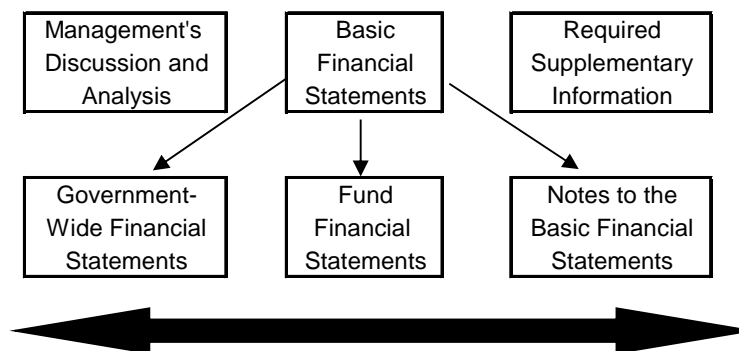 Management's
Discussion and
Analysis
Basic
Financial
Statements
Required
Supplementary
Information
Government-
Wide Financial
Statements
Fund
Financial
Statements
Notes to the
Basic Financial
Statements